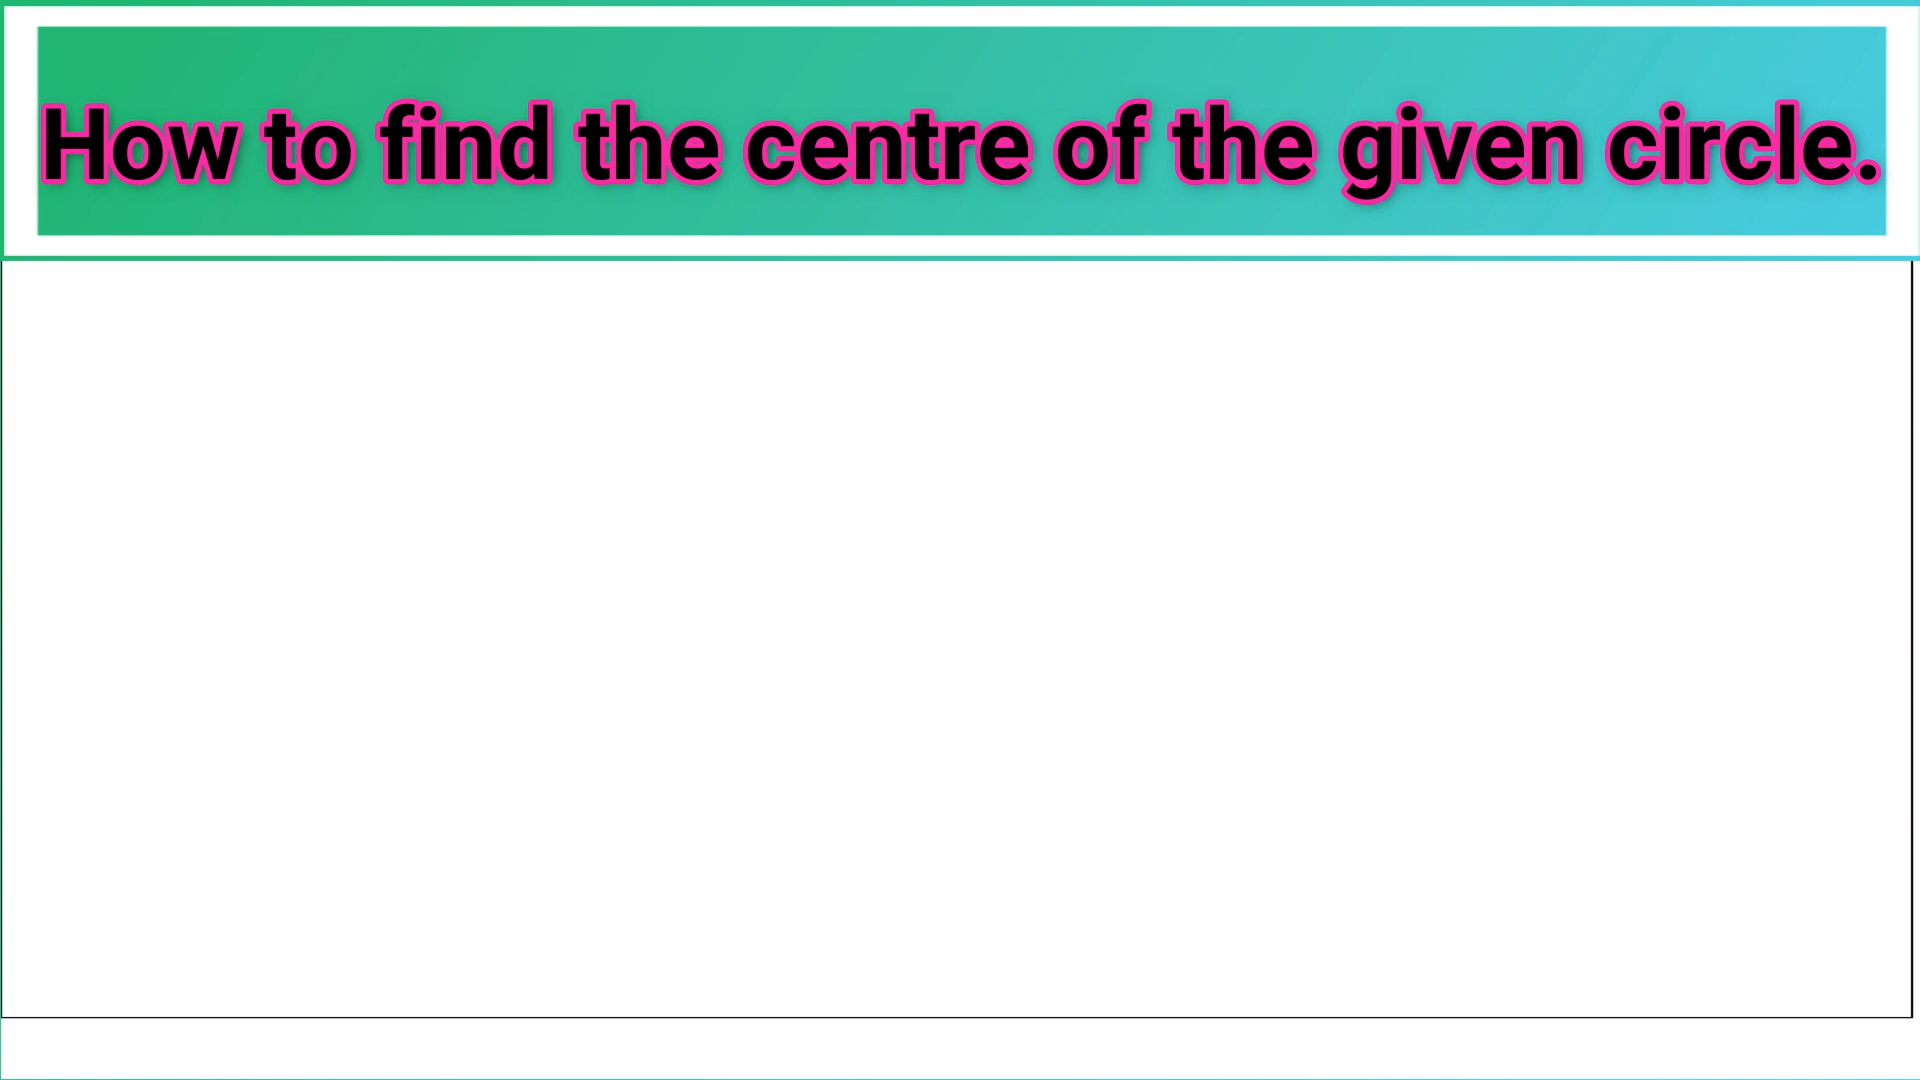 How to find the centre of the given circle.